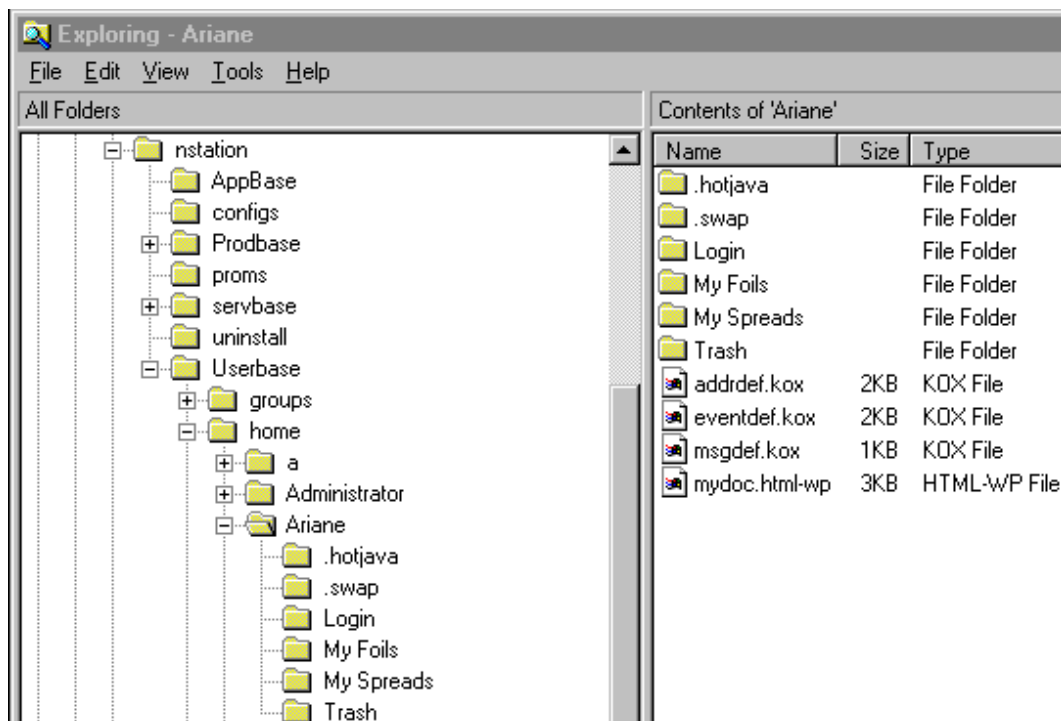 Exploring - Ariane
File Edit View Tools Help
All Folders
nstation
AppBase
configs
Prodbase
proms
servbase
uninstall
Userbase
groups
home
a
Administrator
Ariane
.hotjava
.swap
Login
My Foils
My Spreads
Trash
Contents of 'Ariane'
Name Size Type
.hotjava File Folder
.swap File Folder
Login File Folder
My Foils File Folder
My Spreads File Folder
Trash File Folder
addrdef.kox 2KB KOX File
eventdef.kox 2KB KOX File
msgdef.kox 1KB KOX File
mydoc.html-wp 3KB HTML-WP File